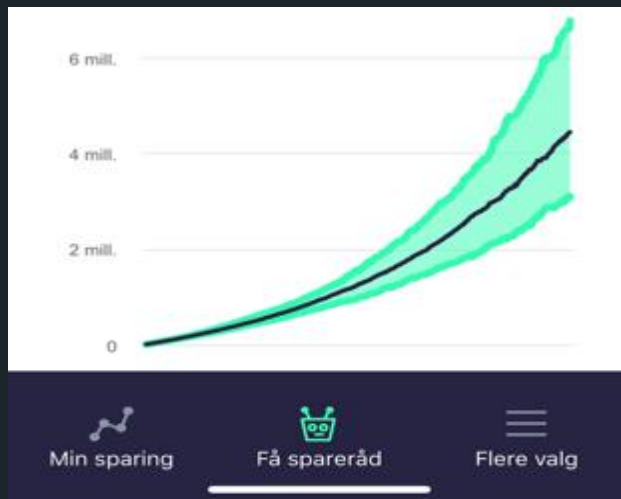 6 mill.
4 mill.
2 mill.
0
Min sparing
Få spareråd
Flere valg